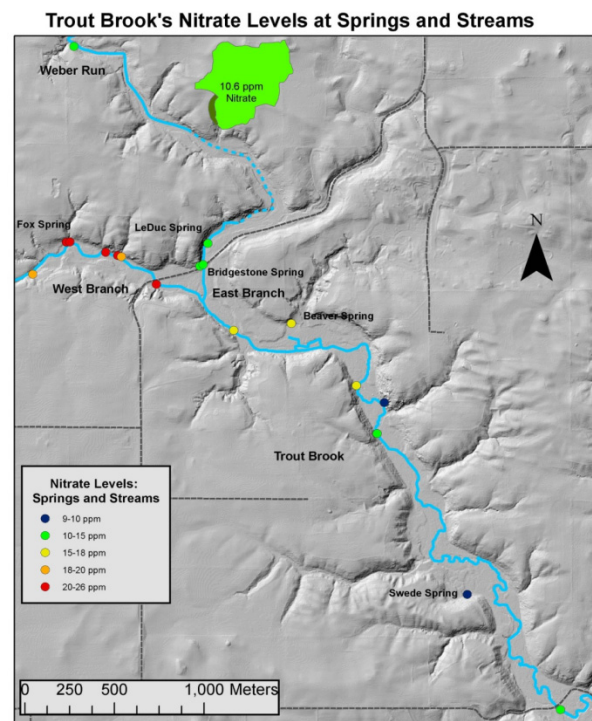 Trout Brook's Nitrate Levels at Springs and Streams
Weber Run
10.6 ppm
Nitrate
Fox Spring
LeDuc Spring
N
Bridgestone Spring
West Branch
East Branch
Beaver Spring
Trout Brook
Nitrate Levels:
Springs and Streams
9-10 ppm
10-15 ppm
15-18 ppm
18-20 ppm
20-26 ppm
Swede Spring
0 250 500 1,000 Meters